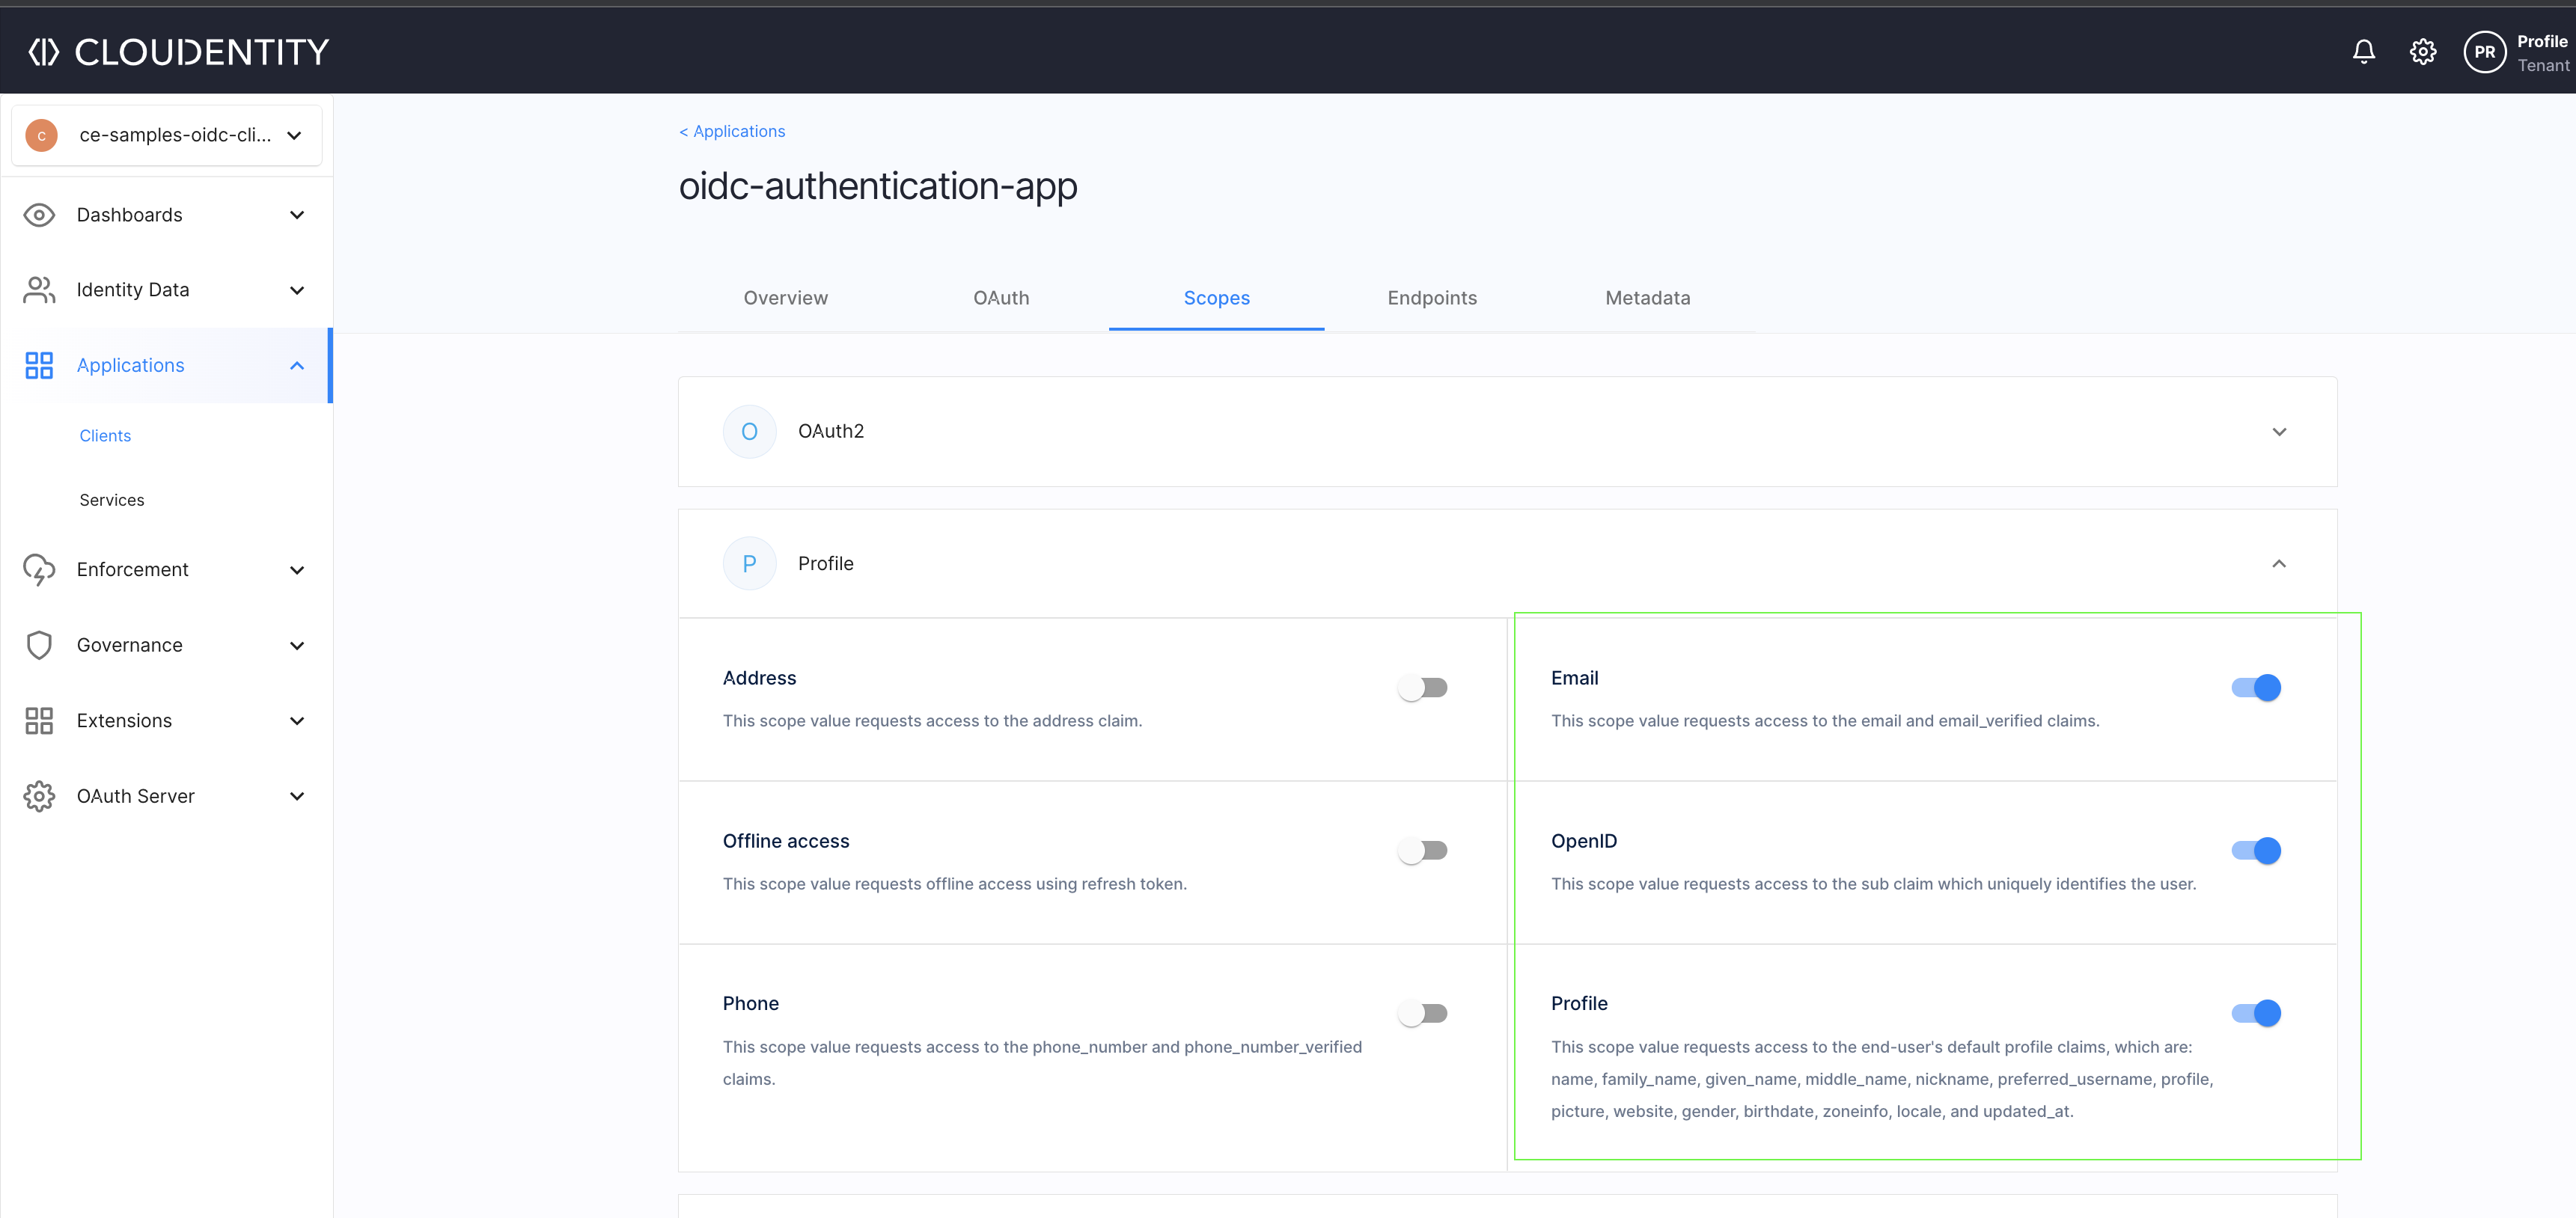 CLOUDENTITY
PR
Profile
Tenant
C
ce-samples-oidc-cli...
Dashboards
Identity Data
Applications
Clients
Services
Enforcement
Governance
Extensions
OAuth Server
< Applications
oidc-authentication-app
Overview
OAuth
Scopes
Endpoints
Metadata
O
OAuth2
P
Profile
Address
This scope value requests access to the address claim.
Email
This scope value requests access to the email and email_verified claims.
Offline access
This scope value requests offline access using refresh token.
OpenID
This scope value requests access to the sub claim which uniquely identifies the user.
Phone
This scope value requests access to the phone_number and phone_number_verified
claims.
Profile
This scope value requests access to the end-user's default profile claims, which are:
name, family_name, given_name, middle_name, nickname, preferred_username, profile,
picture, website, gender, birthdate, zoneinfo, locale, and updated_at.